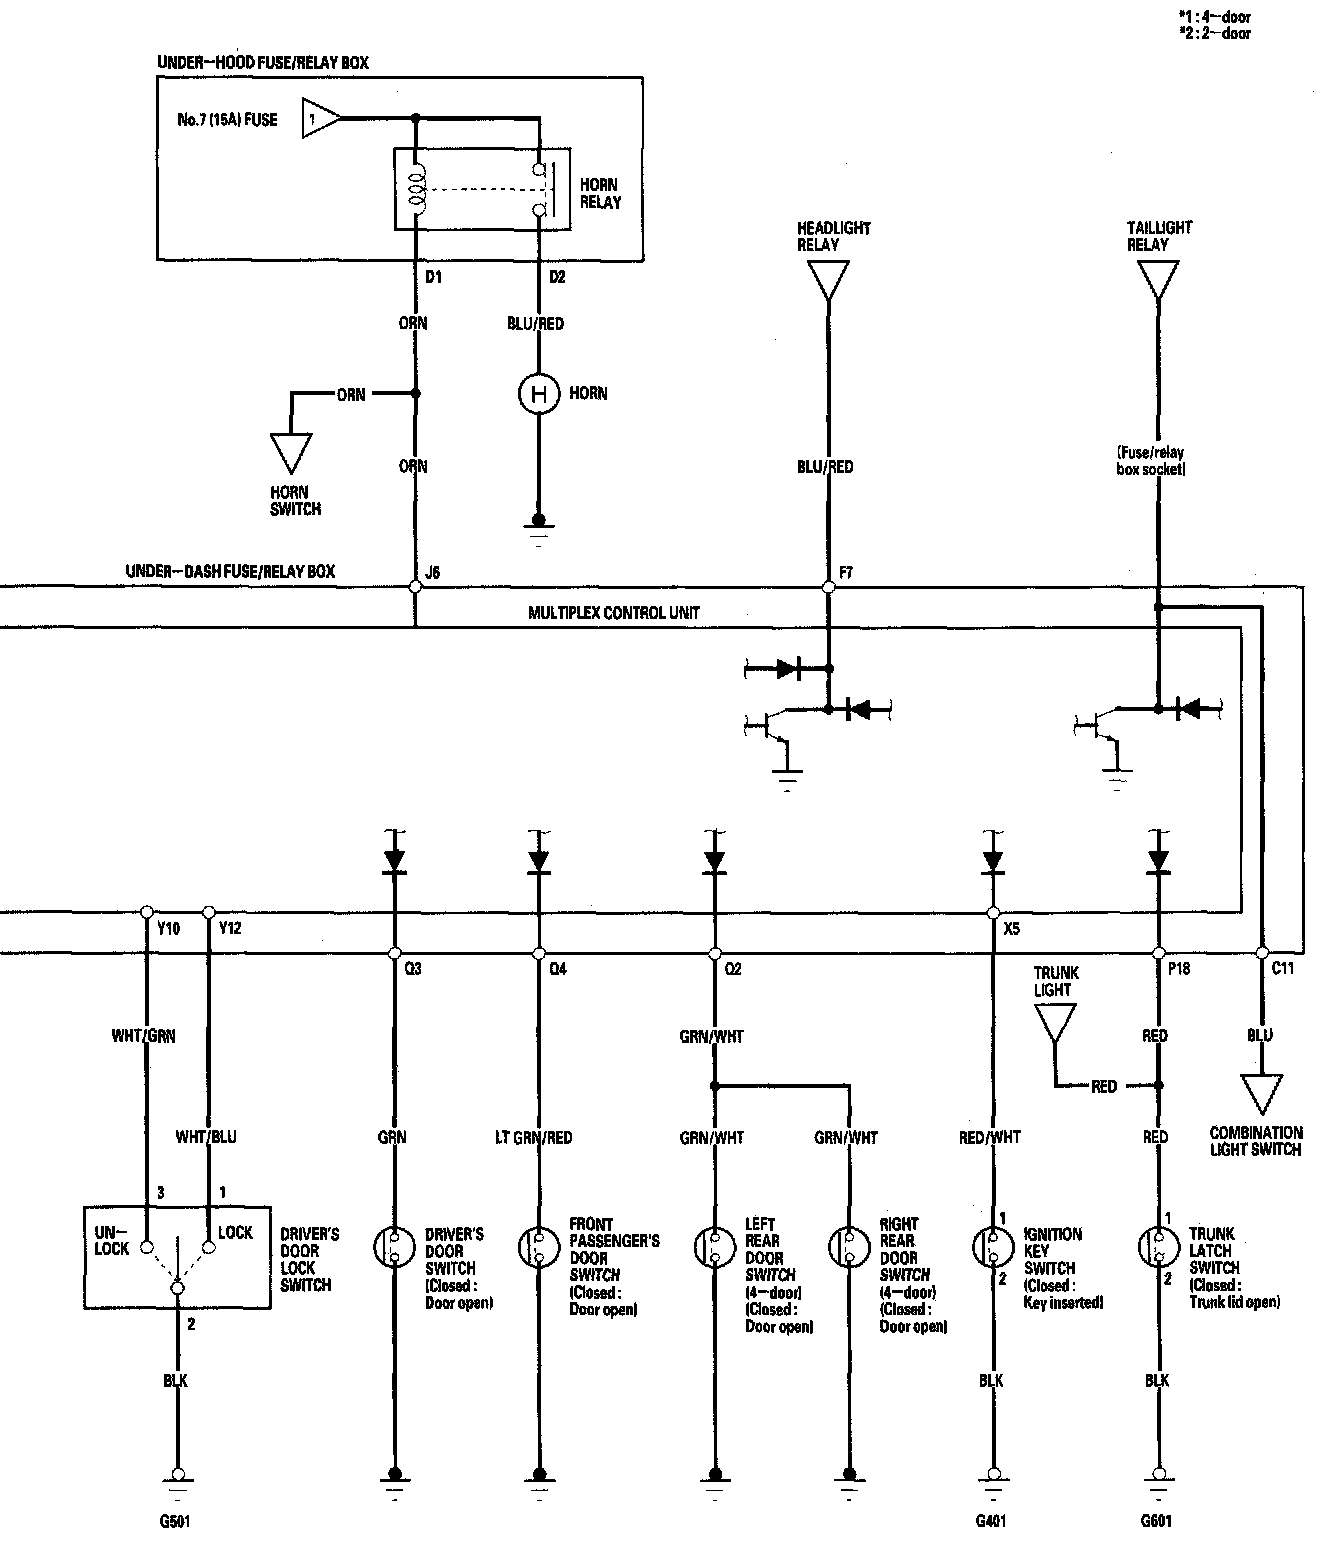 *1:4-door
*2:2-door
UNDER-HOOD FUSE/RELAY BOX
No.7 (15A) FUSE
1
HORN
RELAY
D1
D2
ORN
BLU/RED
ORN
H
HORN
HORN
SWITCH
ORN
HEADLIGHT
RELAY
TAILLIGHT
RELAY
BLU/RED
(Fuse/relay
box socket)
UNDER-DASH FUSE/RELAY BOX
J6
F7
MULTIPLEX CONTROL UNIT
Y10
Y12
X5
Q3
Q4
Q2
P18
C11
TRUNK
LIGHT
WHT/GRN
GRN/WHT
RED
BLU
RED
WHT/BLU
GRN
LT GRN/RED
GRN/WHT
GRN/WHT
RED/WHT
RED
COMBINATION
LIGHT SWITCH
3
1
UN-
LOCK
LOCK
DRIVER'S
DOOR
LOCK
SWITCH
2
DRIVER'S
DOOR
SWITCH
(Closed :
Door open)
FRONT
PASSENGER'S
DOOR
SWITCH
(Closed :
Door open)
LEFT
REAR
DOOR
SWITCH
(4-door)
(Closed :
Door open)
RIGHT
REAR
DOOR
SWITCH
(4-door)
(Closed :
Door open)
1
2
IGNITION
KEY
SWITCH
(Closed :
Key inserted)
1
2
TRUNK
LATCH
SWITCH
(Closed :
Trunk lid open)
BLK
BLK
BLK
G501
G401
G601